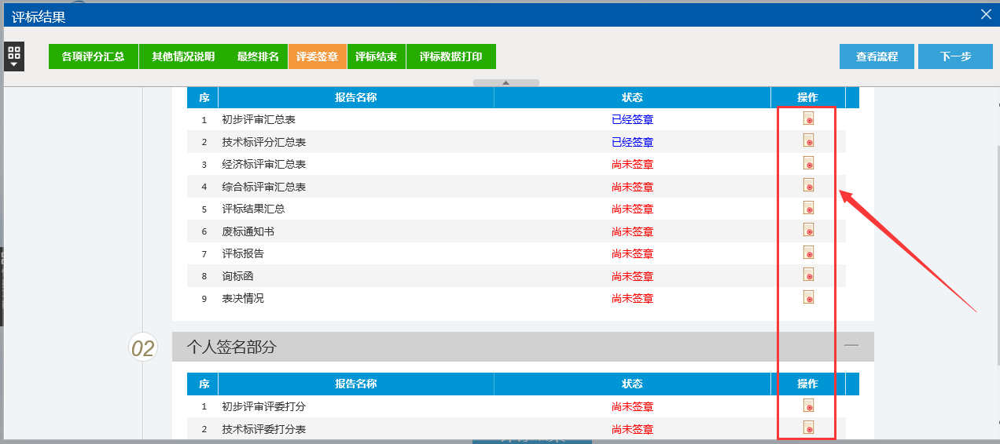 评标结果
各项评分汇总 其他情况说明 最终排名 评委签章 评标结束 评标数据打印 查看流程 下一步
序 报告名称 状态 操作
1 初步评审汇总表 已经签章
2 技术标评分汇总表 已经签章
3 经济标评审汇总表 尚未签章
4 综合标评审汇总表 尚未签章
5 评标结果汇总 尚未签章
6 废标通知书 尚未签章
7 评标报告 尚未签章
8 询标函 尚未签章
9 表决情况 尚未签章
02 个人签名部分
序 报告名称 状态 操作
1 初步评审评委打分 尚未签章
2 技术标评委打分表 尚未签章